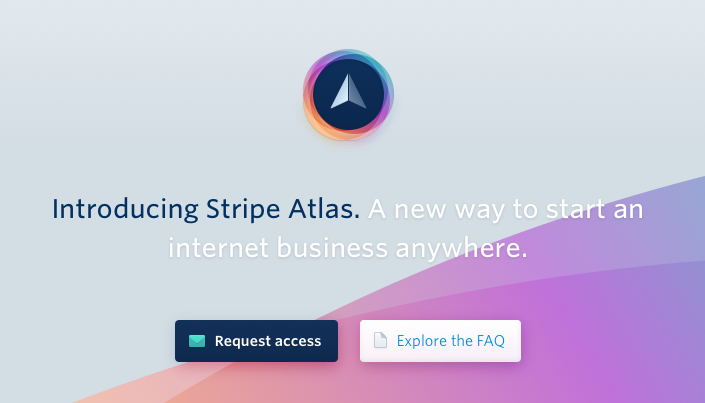 Introducing Stripe Atlas. A new way to start an
internet business anywhere.
Request access
Explore the FAQ